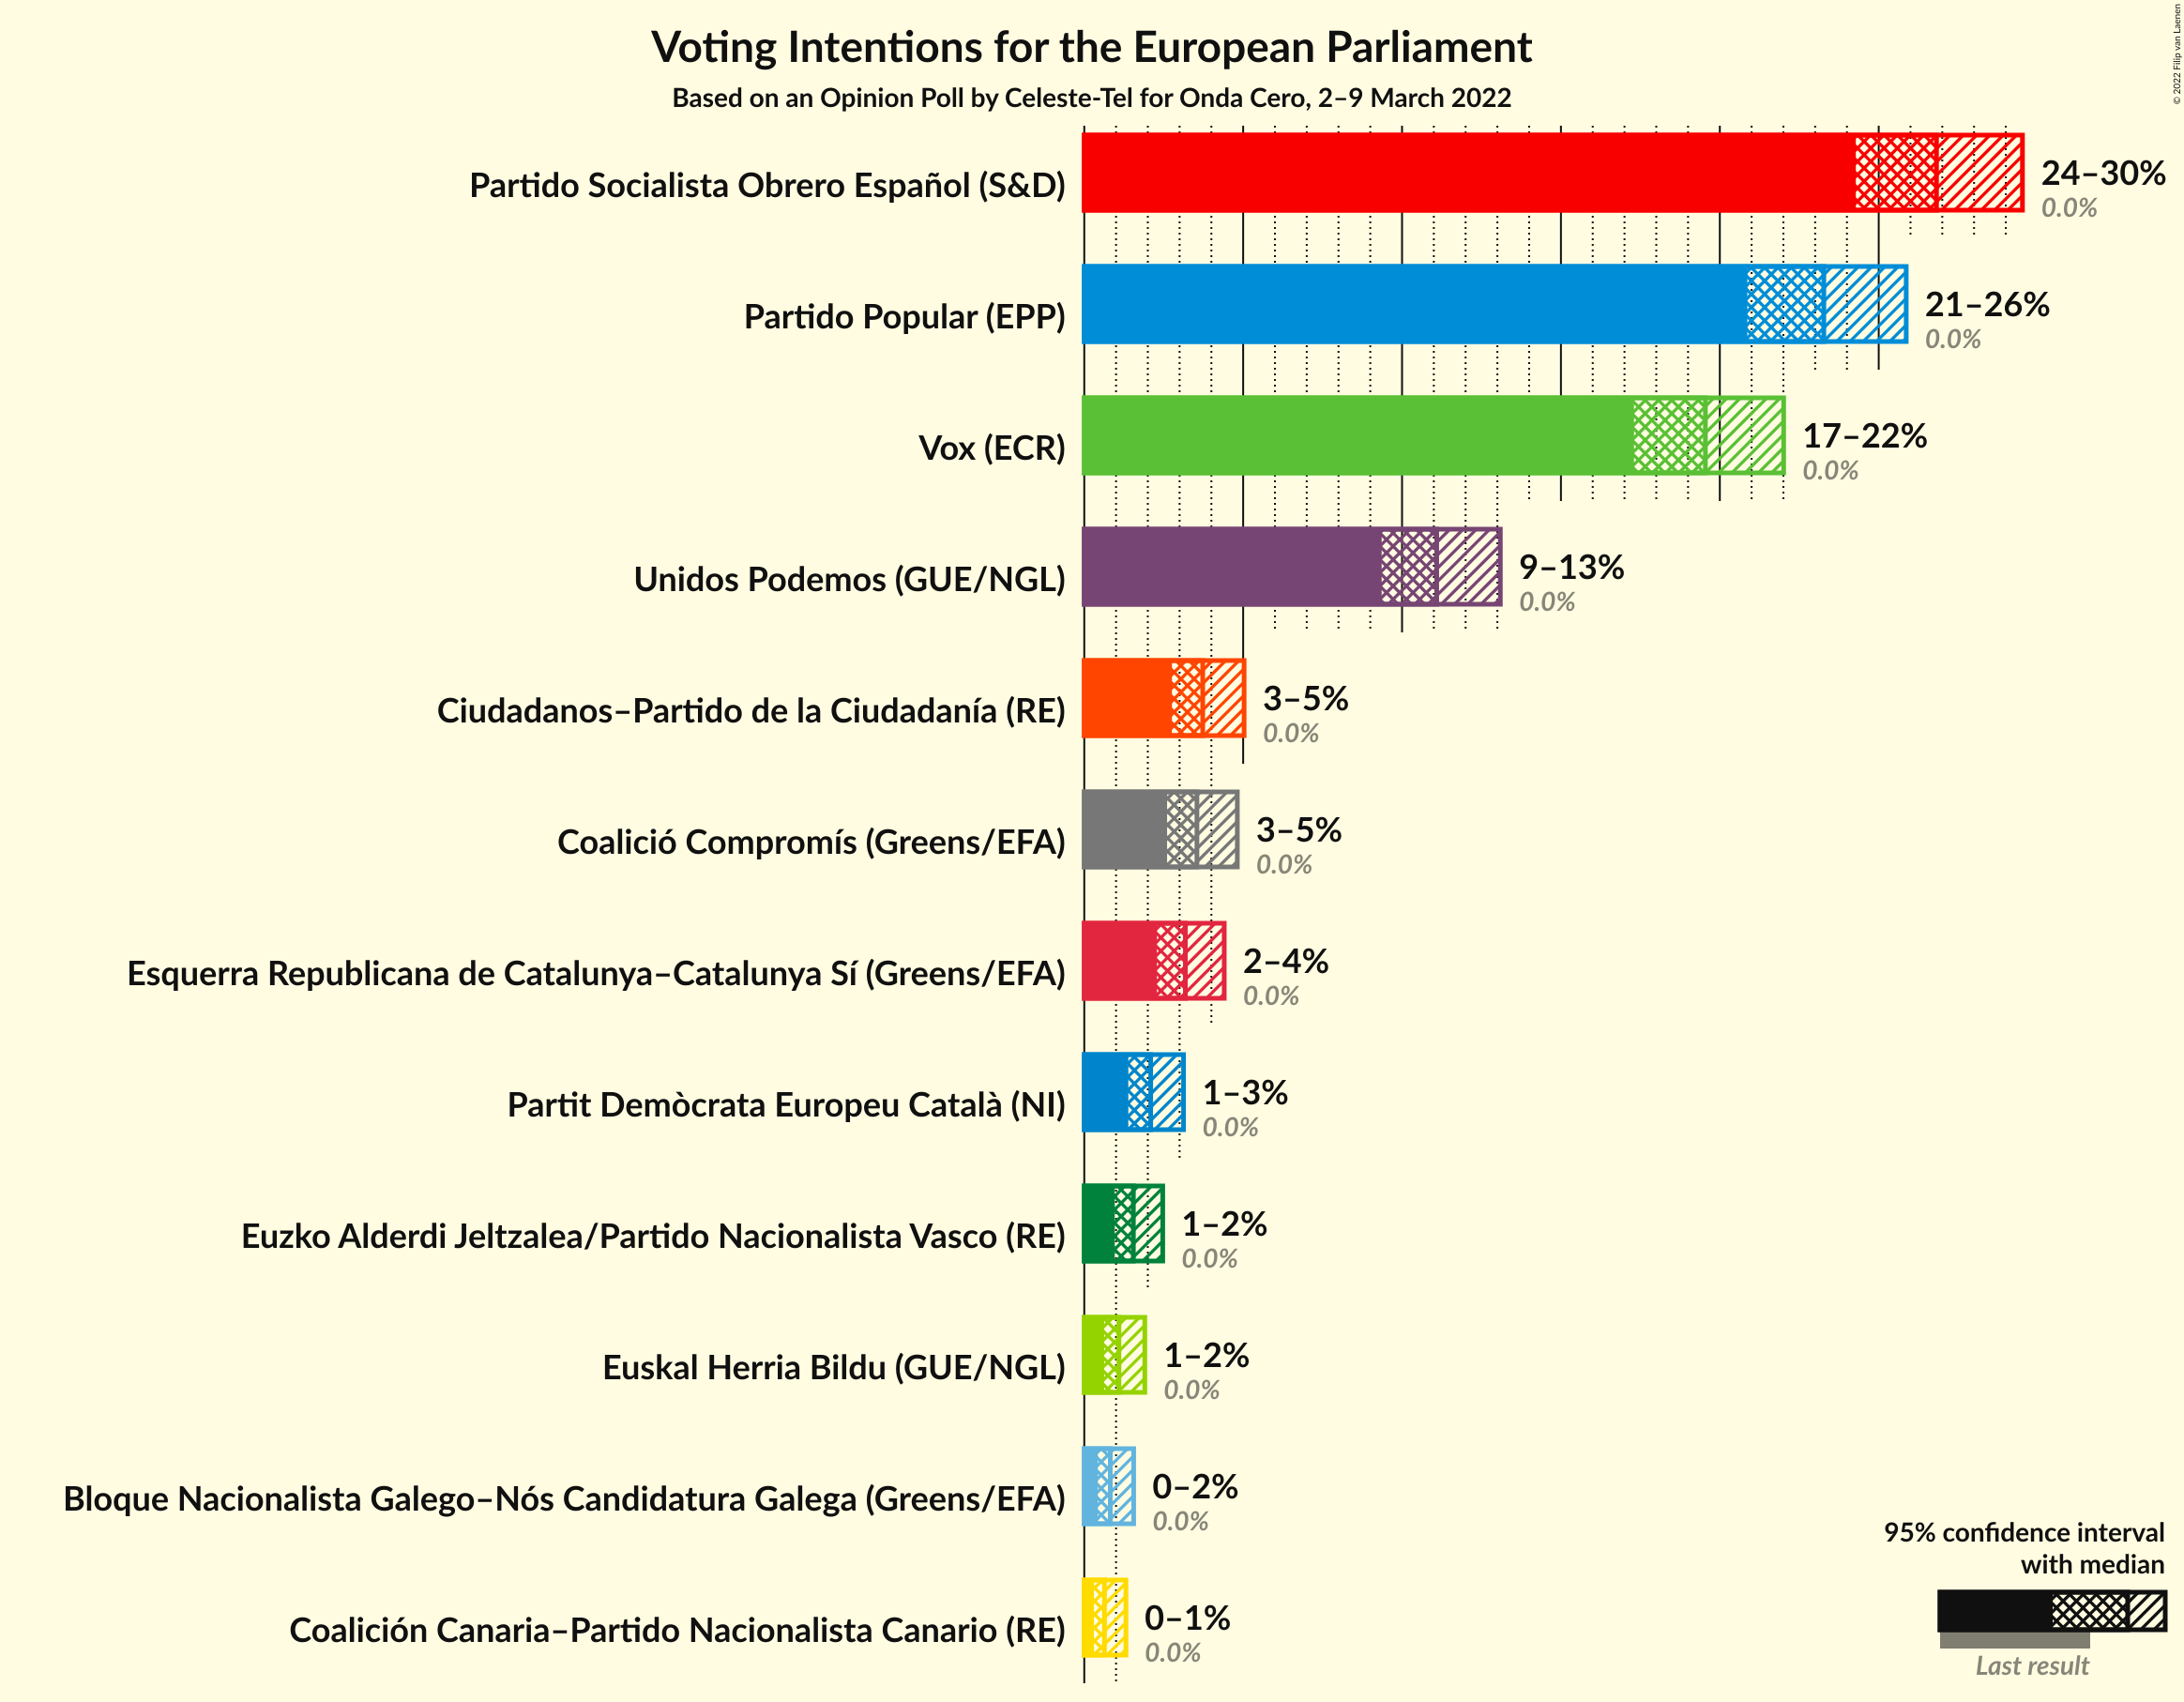 Voting Intentions for the European Parliament
Based on an Opinion Poll by Celeste-Tel for Onda Cero, 2–9 March 2022
© 2022 Filip van Laenen
Partido Socialista Obrero Español (S&D)
24–30%
0.0%
Partido Popular (EPP)
21–26%
0.0%
Vox (ECR)
17–22%
0.0%
Unidos Podemos (GUE/NGL)
9–13%
0.0%
Ciudadanos–Partido de la Ciudadanía (RE)
3–5%
0.0%
Coalició Compromís (Greens/EFA)
3–5%
0.0%
Esquerra Republicana de Catalunya–Catalunya Sí (Greens/EFA)
2–4%
0.0%
Partit Demòcrata Europeu Català (NI)
1–3%
0.0%
Euzko Alderdi Jeltzalea/Partido Nacionalista Vasco (RE)
1–2%
0.0%
Euskal Herria Bildu (GUE/NGL)
1–2%
0.0%
Bloque Nacionalista Galego–Nós Candidatura Galega (Greens/EFA)
0–2%
0.0%
Coalición Canaria–Partido Nacionalista Canario (RE)
0–1%
0.0%
95% confidence interval
with median
Last result